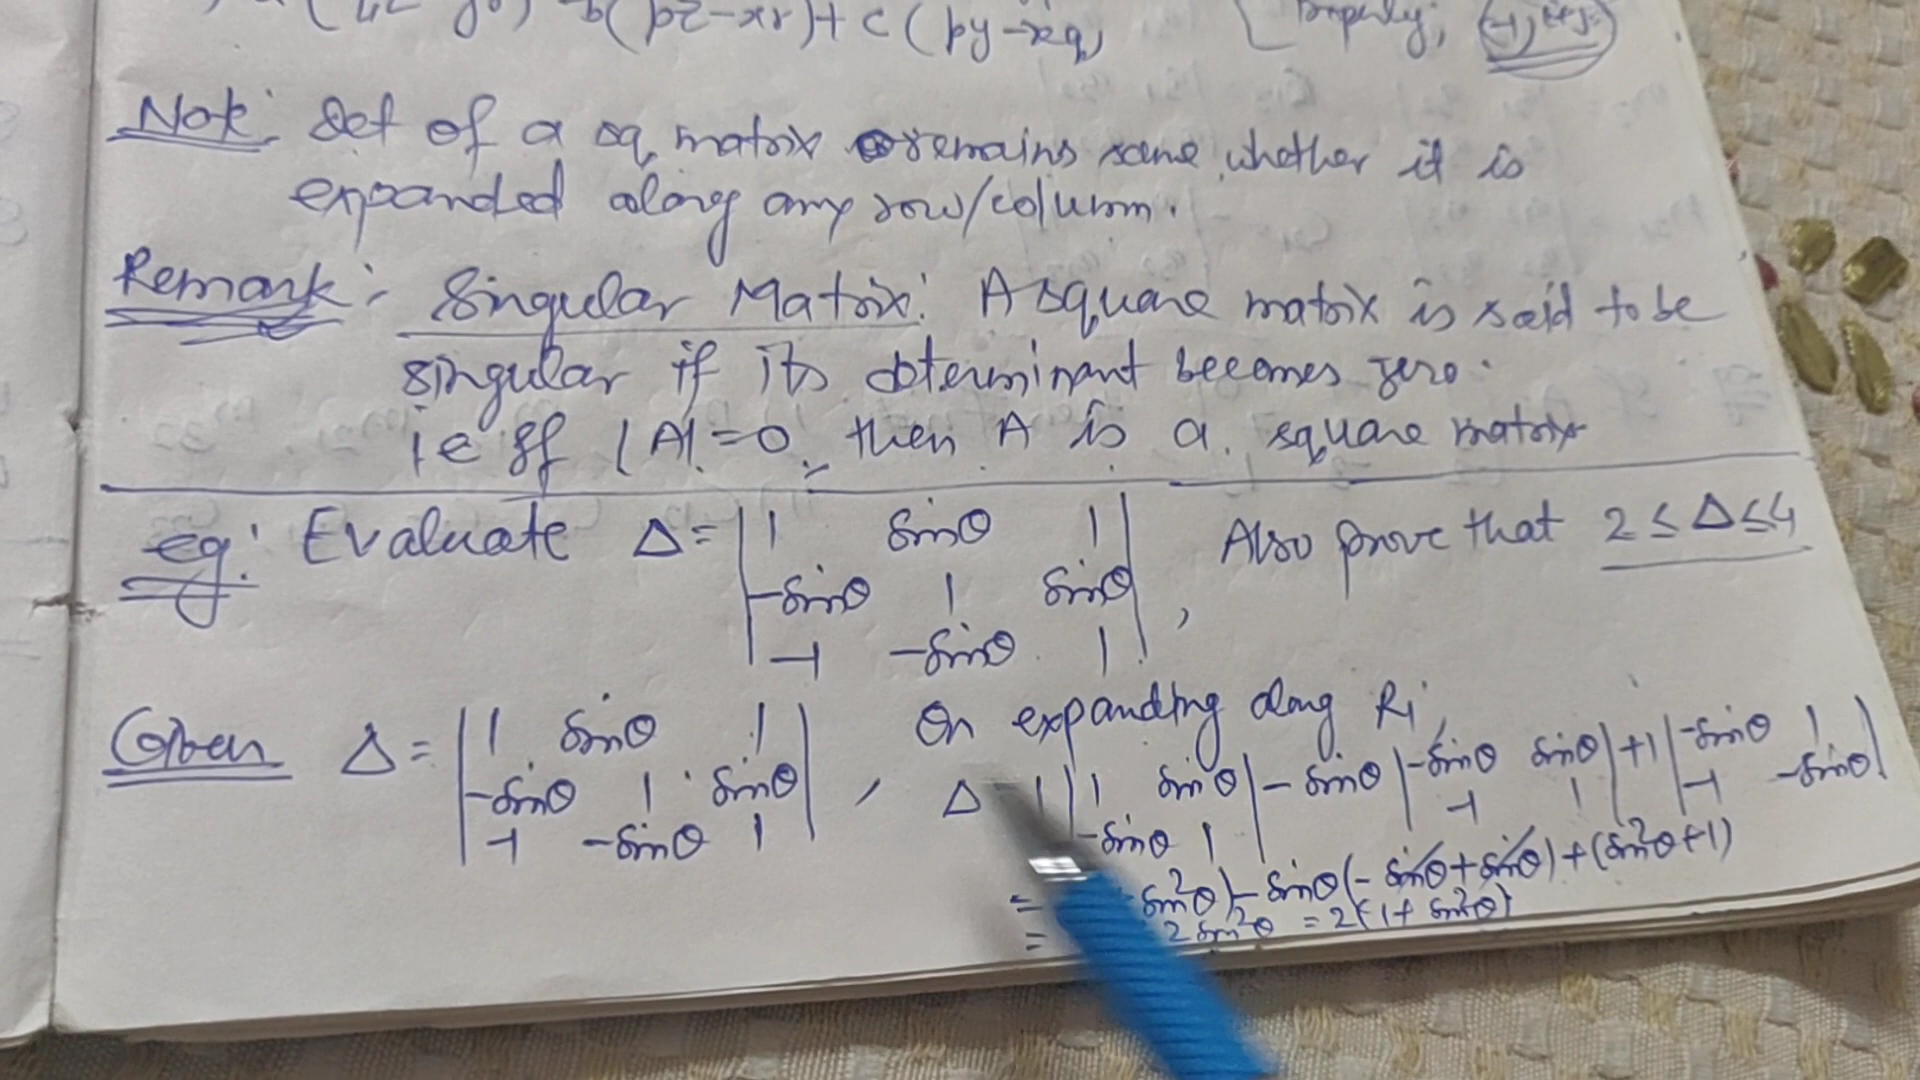 b(pz-xr)+c(py-xq)
Note: Det of a sq. matrix remains same whether it is
expanded along any row/column.
Remark: Singular Matrix: A square matrix is said to be
singular if its determinant becomes zero.
ie If |A|=0, then A is a square matrix
eg: Evaluate Δ= | 1 sinθ 1 | Also prove that 2≤Δ≤4
| -sinθ 1 sinθ |
| -1 -sinθ 1 | ,
Given Δ= | 1 sinθ 1 | On expanding along R1,
| -sinθ 1 sinθ | , Δ 1 | 1 sinθ | - sinθ | -sinθ sinθ | +1 | -sinθ 1 |
| -1 -sinθ 1 | | -sinθ 1 | | -1 1 | | -1 -sinθ |
= sin²θ) - sinθ(-sinθ+sinθ)+(sin²θ+1)
= 2sin²θ = 2(1+sin²θ)